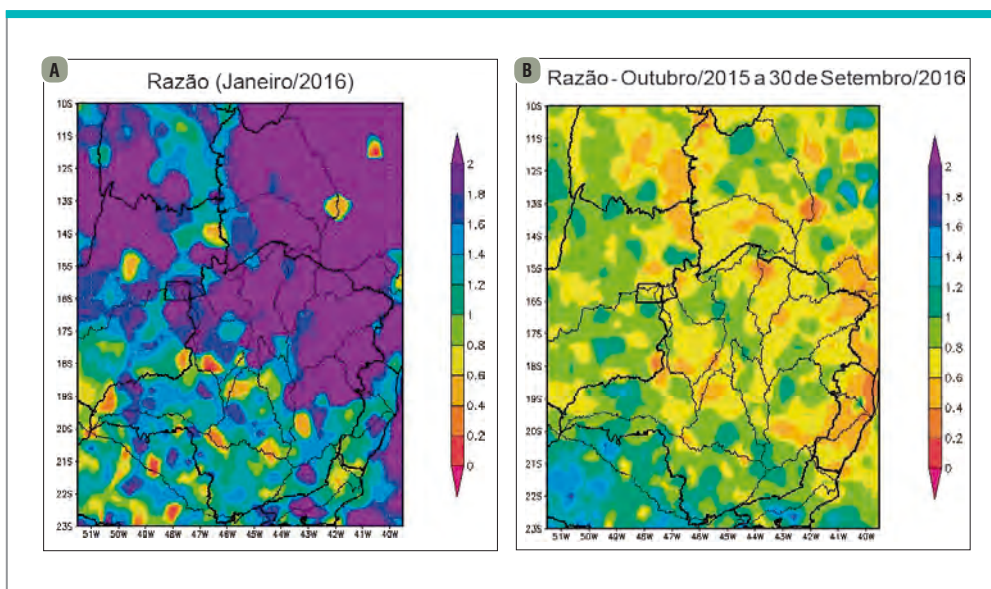 A
Razão (Janeiro/2016)
10S
11S
12S
13S
14S
15S
16S
17S
18S
19S
20S
21S
22S
23S
51W 50W 49W 48W 47W 46W 45W 44W 43W 42W 41W 40W
2
1.8
1.6
1.4
1.2
1
0.8
0.6
0.4
0.2
0
B
Razão - Outubro/2015 a 30 de Setembro/2016
10S
11S
12S
13S
14S
15S
16S
17S
18S
19S
20S
21S
22S
23S
51W 50W 49W 48W 47W 46W 45W 44W 43W 42W 41W 40W
2
1.8
1.6
1.4
1.2
1
0.8
0.6
0.4
0.2
0